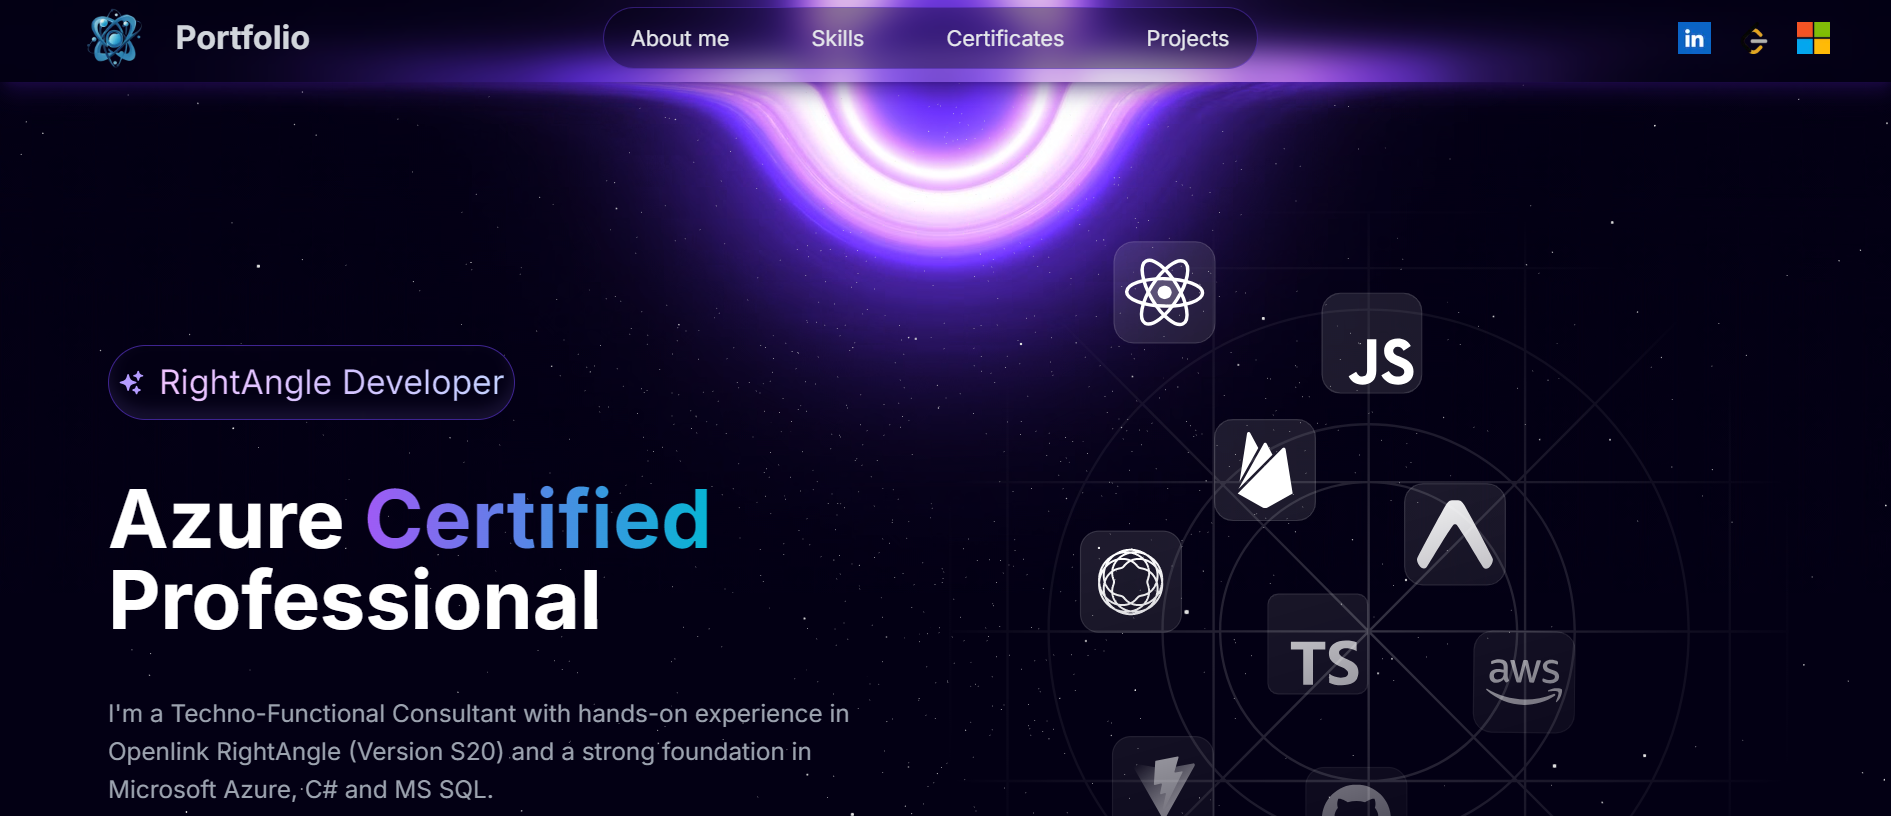 Portfolio
About me
Skills
Certificates
Projects
in
RightAngle Developer
Azure Certified
Professional
I'm a Techno-Functional Consultant with hands-on experience in
Openlink RightAngle (Version S20) and a strong foundation in
Microsoft Azure, C# and MS SQL.
JS
TS
aws